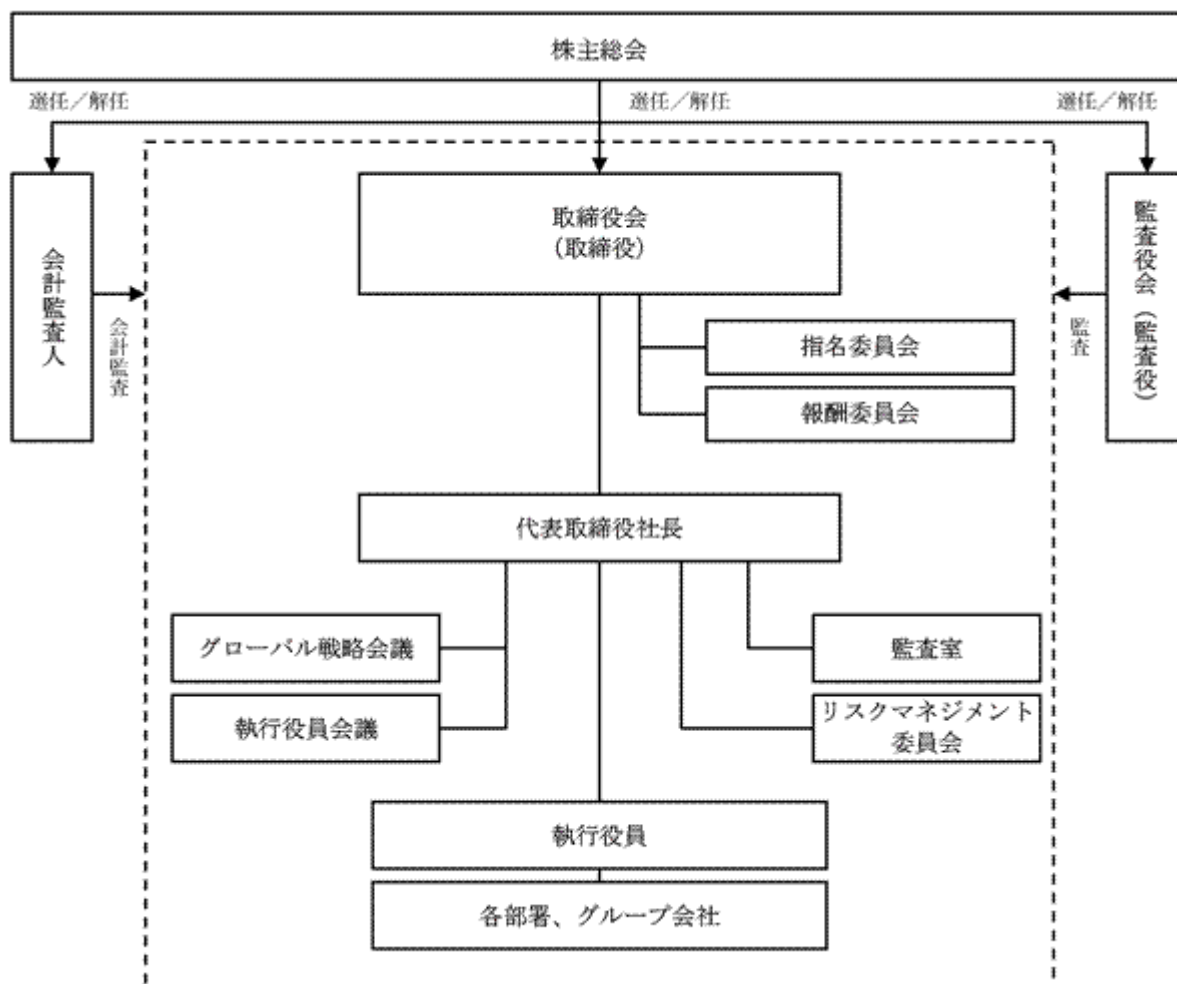 株主総会
選任/解任
選任/解任
選任/解任
会計監査人
会計監査
取締役会
(取締役)
監査役会(監査役)
監査
指名委員会
報酬委員会
代表取締役社長
グローバル戦略会議
執行役員会議
監査室
リスクマネジメント
委員会
執行役員
各部署、グループ会社